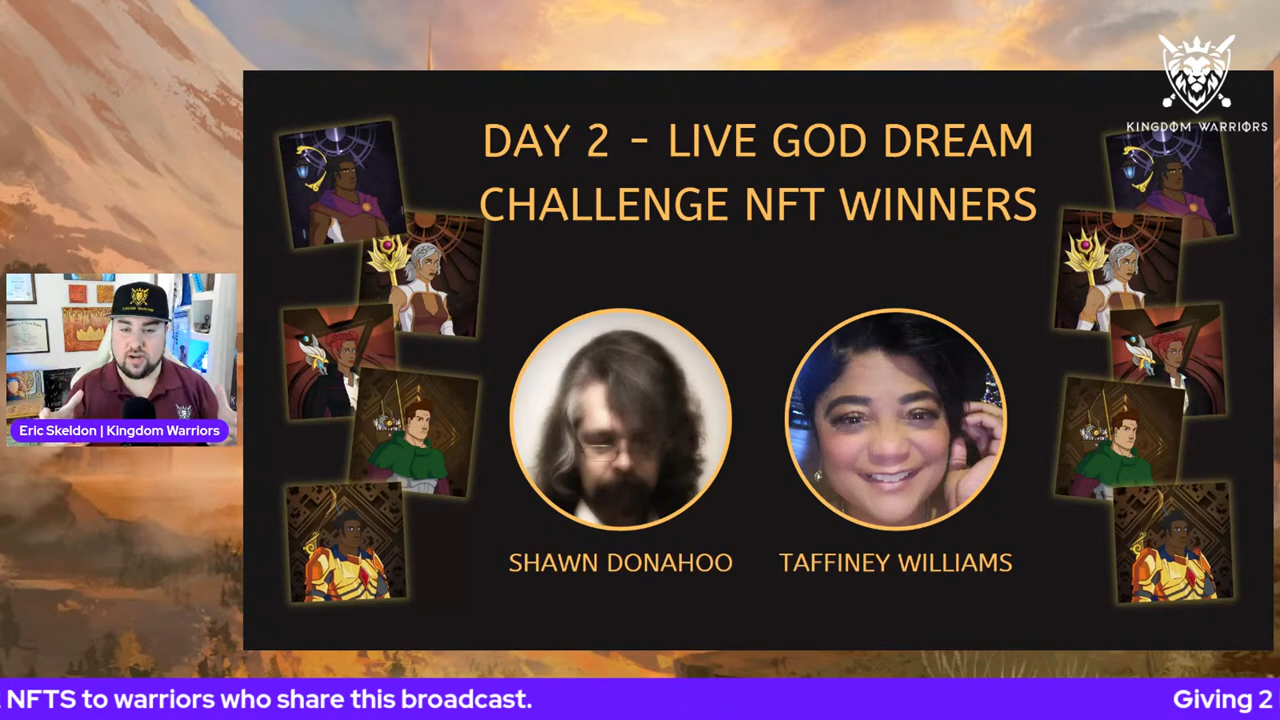 KINGDOM WARRIORS
DAY 2 - LIVE GOD DREAM
CHALLENGE NFT WINNERS
Eric Skeldon | Kingdom Warriors
SHAWN DONAHOO
TAFFINEY WILLIAMS
NFTS to warriors who share this broadcast.
Giving 2